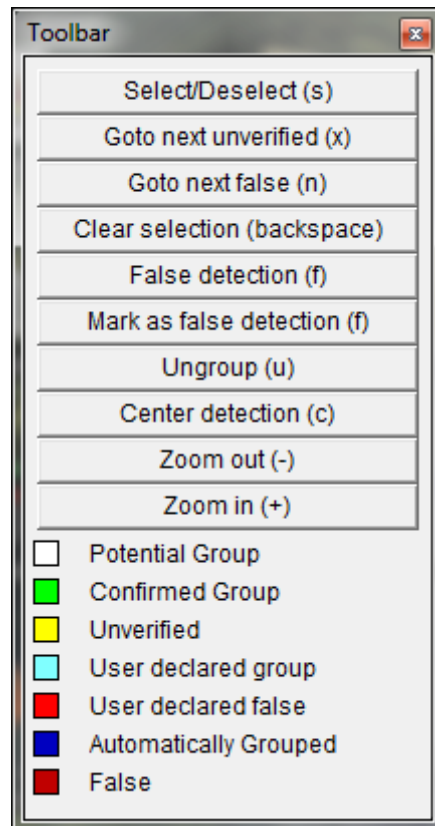 Toolbar
Select/Deselect (s)
Goto next unverified (x)
Goto next false (n)
Clear selection (backspace)
False detection (f)
Mark as false detection (f)
Ungroup (u)
Center detection (c)
Zoom out (-)
Zoom in (+)
Potential Group
Confirmed Group
Unverified
User declared group
User declared false
Automatically Grouped
False